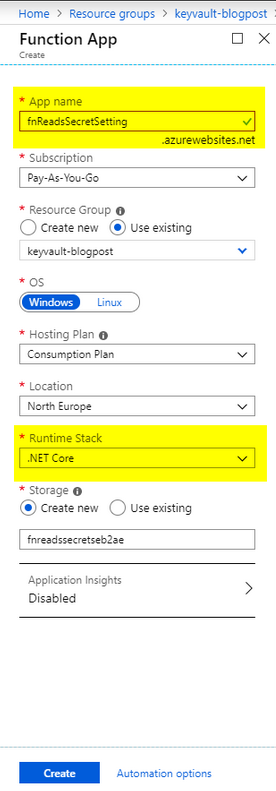 Home > Resource groups > keyvault-blogpost >
Function App
Create
* App name
fnReadsSecretSetting
.azurewebsites.net
* Subscription
Pay-As-You-Go
* Resource Group
Create new Use existing
keyvault-blogpost
* OS
Windows Linux
* Hosting Plan
Consumption Plan
* Location
North Europe
* Runtime Stack
.NET Core
* Storage
Create new Use existing
fnreadssecretseb2ae
Application Insights
Disabled
Create Automation options